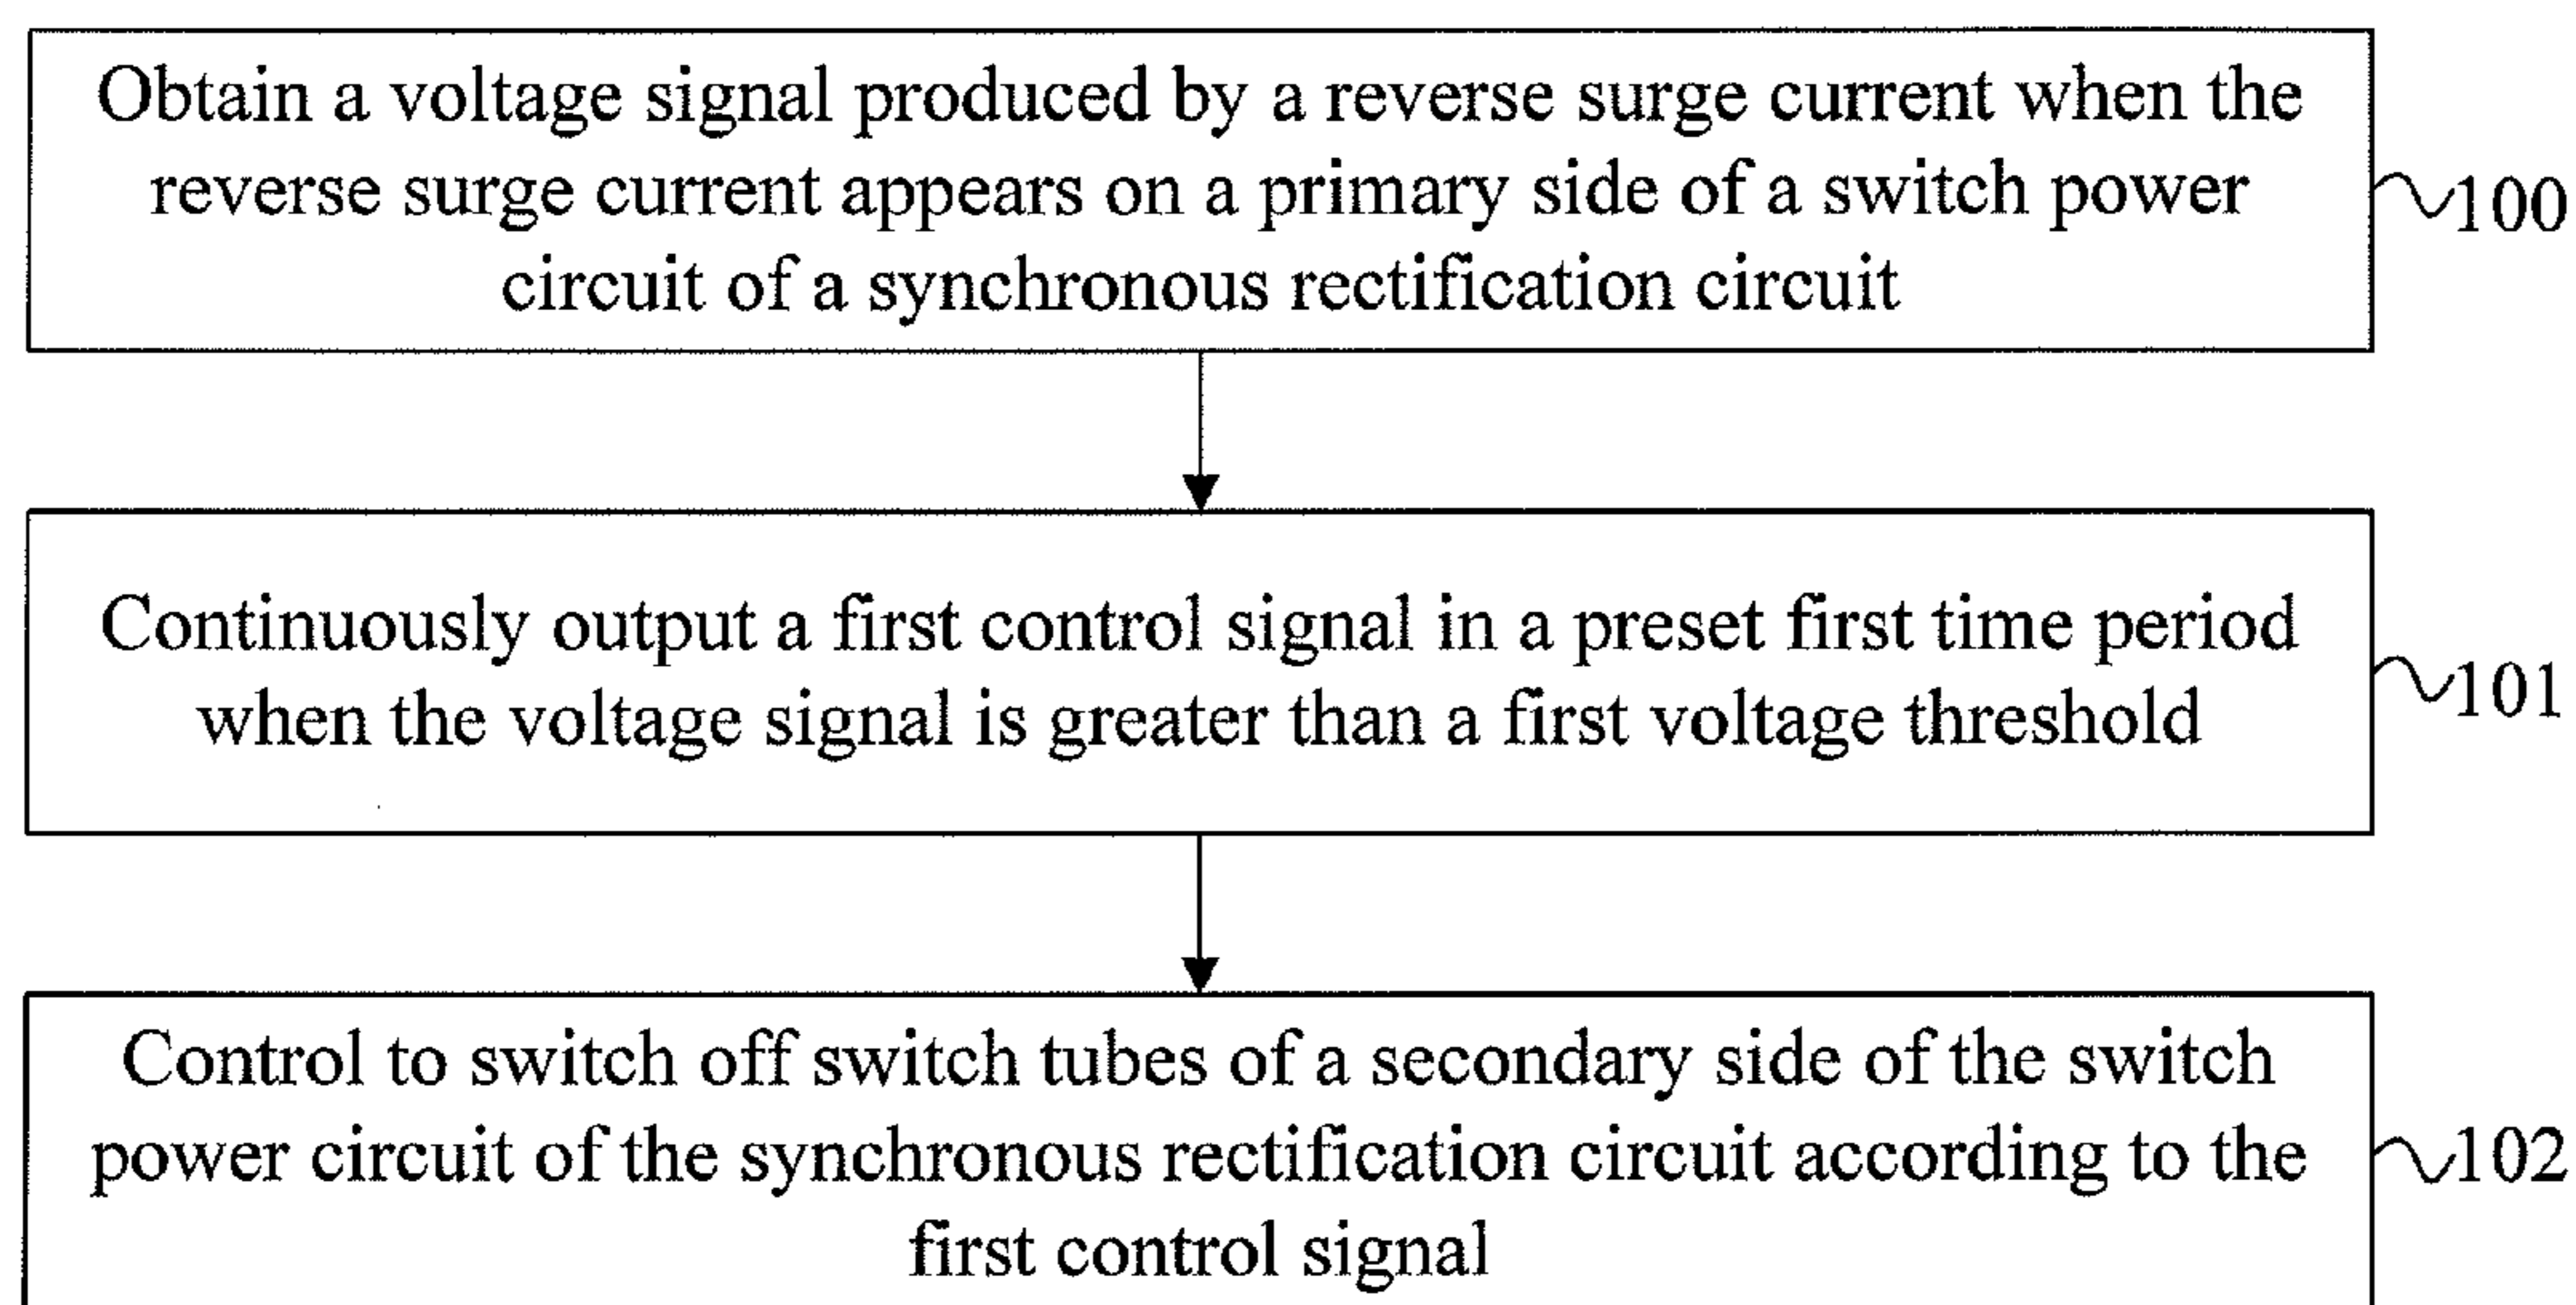 Obtain a voltage signal produced by a reverse surge current when the
reverse surge current appears on a primary side of a switch power
circuit of a synchronous rectification circuit
100
Continuously output a first control signal in a preset first time period
when the voltage signal is greater than a first voltage threshold
101
Control to switch off switch tubes of a secondary side of the switch
power circuit of the synchronous rectification circuit according to the
first control signal
102